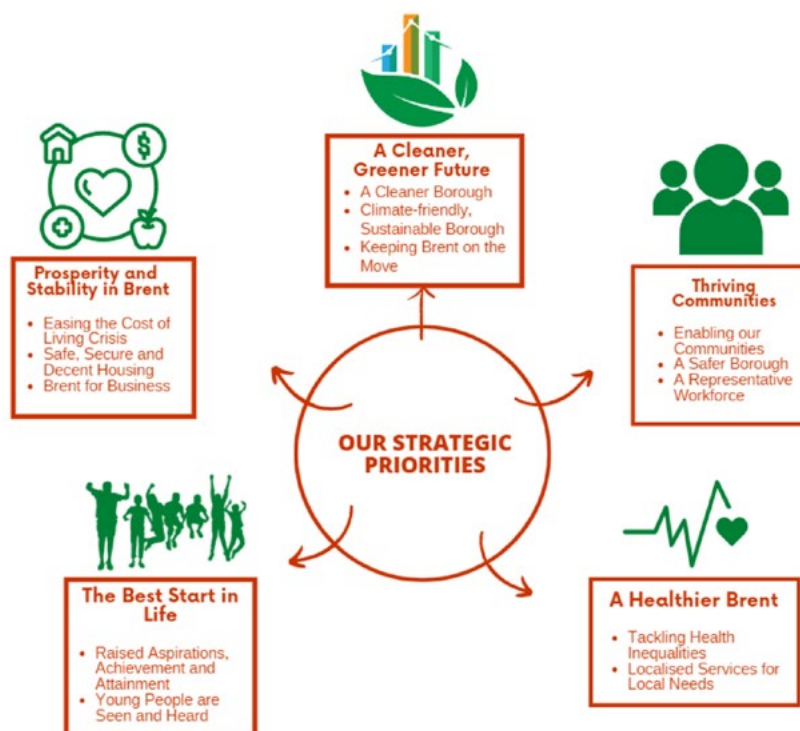 A Cleaner,
Greener Future
• A Cleaner Borough
• Climate-friendly,
Sustainable Borough
• Keeping Brent on the
Move
Prosperity and
Stability in Brent
• Easing the Cost of
Living Crisis
• Safe, Secure and
Decent Housing
• Brent for Business
Thriving
Communities
• Enabling our
Communities
• A Safer Borough
• A Representative
Workforce
OUR STRATEGIC
PRIORITIES
The Best Start in
Life
• Raised Aspirations,
Achievement and
Attainment
• Young People are
Seen and Heard
A Healthier Brent
• Tackling Health
Inequalities
• Localised Services for
Local Needs
$